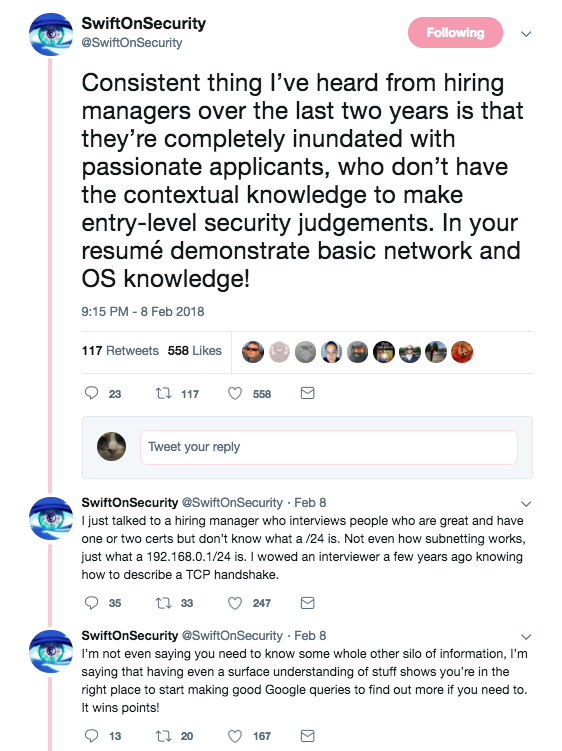 SwiftOnSecurity
@SwiftOnSecurity
Following
Consistent thing I’ve heard from hiring
managers over the last two years is that
they’re completely inundated with
passionate applicants, who don’t have
the contextual knowledge to make
entry-level security judgements. In your
resumé demonstrate basic network and
OS knowledge!
9:15 PM - 8 Feb 2018
117 Retweets 558 Likes
23 117 558
Tweet your reply
SwiftOnSecurity @SwiftOnSecurity · Feb 8
I just talked to a hiring manager who interviews people who are great and have
one or two certs but don’t know what a /24 is. Not even how subnetting works,
just what a 192.168.0.1/24 is. I wowed an interviewer a few years ago knowing
how to describe a TCP handshake.
35 33 247
SwiftOnSecurity @SwiftOnSecurity · Feb 8
I’m not even saying you need to know some whole other silo of information, I’m
saying that having even a surface understanding of stuff shows you’re in the
right place to start making good Google queries to find out more if you need to.
It wins points!
13 20 167